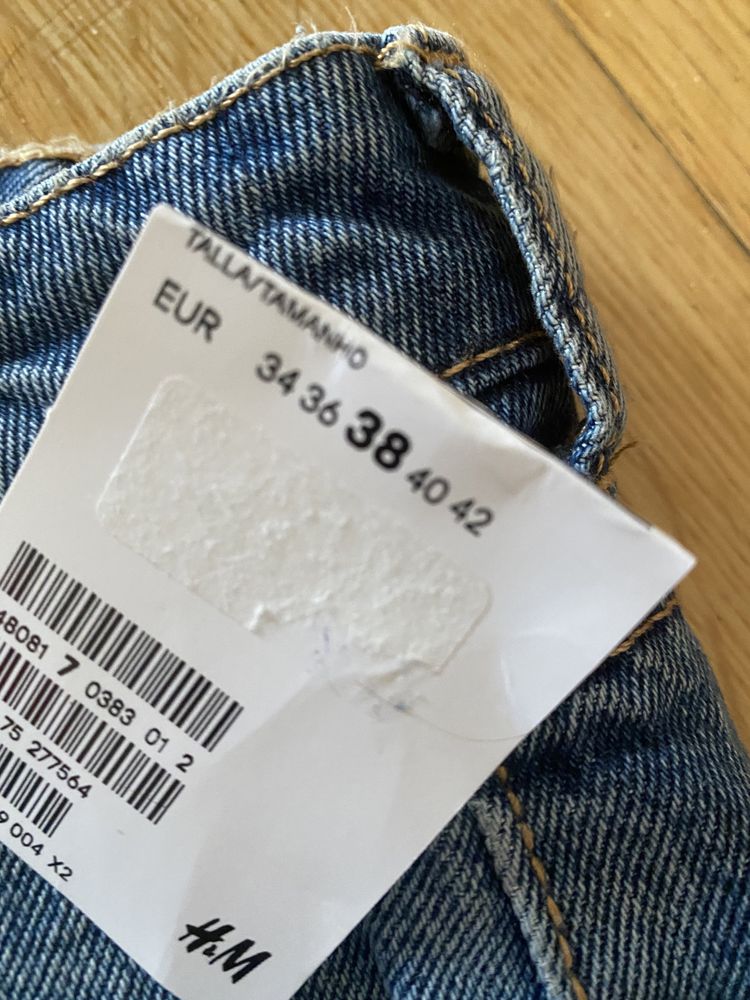 TALLA/TAMANHO
EUR 34 36 38 40 42
48081 7 0383 01 2
75 277564
9 004 X2
H&M